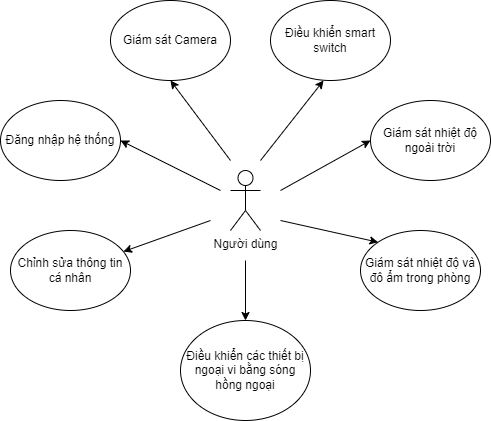 Giám sát Camera
Điều khiển smart
switch
Đăng nhập hệ thống
Giám sát nhiệt độ
ngoài trời
Người dùng
Chỉnh sửa thông tin
cá nhân
Giám sát nhiệt độ và
độ ẩm trong phòng
Điều khiển các thiết bị
ngoại vi bằng sóng
hồng ngoại